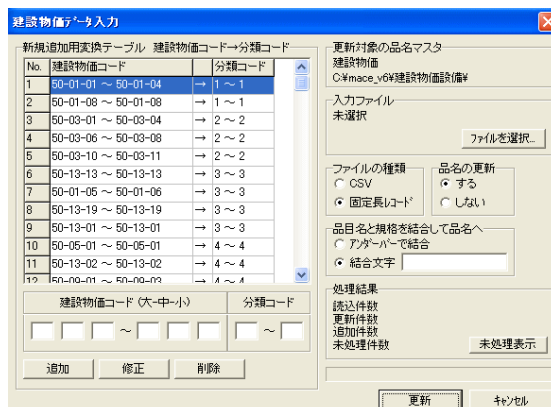 建設物価ﾃﾞｰﾀ入力
新規追加用変換テーブル 建設物価コード→分類コード
No. 建設物価コード 分類コード
1 50-01-01 ～ 50-01-04 → 1 ～ 1
2 50-01-08 ～ 50-01-08 → 1 ～ 1
3 50-03-01 ～ 50-03-04 → 2 ～ 2
4 50-03-06 ～ 50-03-08 → 2 ～ 2
5 50-03-10 ～ 50-03-11 → 2 ～ 2
6 50-13-13 ～ 50-13-13 → 3 ～ 3
7 50-01-05 ～ 50-01-06 → 3 ～ 3
8 50-13-19 ～ 50-13-19 → 3 ～ 3
9 50-13-01 ～ 50-13-01 → 3 ～ 3
10 50-05-01 ～ 50-05-01 → 4 ～ 4
11 50-13-02 ～ 50-13-02 → 4 ～ 4
12 50-09-01 ～ 50-09-03 → 4 ～ 4
建設物価コード (大-中-小) 分類コード
～ ～
追加 修正 削除
更新対象の品名マスタ
建設物価
C:¥mace_v6¥建設物価設備¥
入力ファイル
未選択
ﾌｧｲﾙを選択...
ファイルの種類
CSV
固定長ﾚｺｰﾄﾞ
品名の更新
する
しない
品目名と規格を結合して品名へ
ｱﾝﾀﾞｰﾊﾞｰで結合
結合文字
処理結果
読込件数
更新件数
追加件数
未処理件数
未処理表示
更新 ｷｬﾝｾﾙ